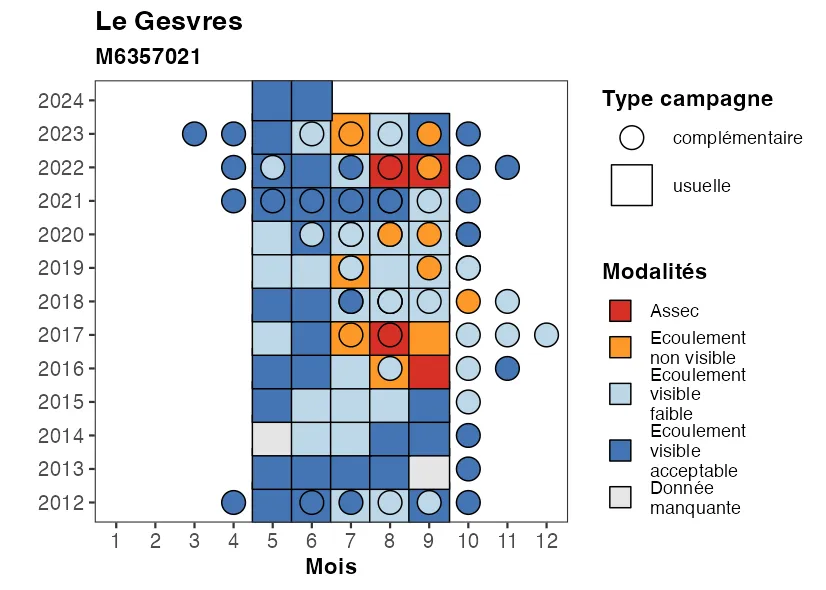 Le Gesvres
M6357021
2024
2023
2022
2021
2020
2019
2018
2017
2016
2015
2014
2013
2012
1 2 3 4 5 6 7 8 9 10 11 12
Mois
Type campagne
complémentaire
usuelle
Modalités
Assec
Ecoulement
non visible
Ecoulement
visible
faible
Ecoulement
visible
acceptable
Donnée
manquante